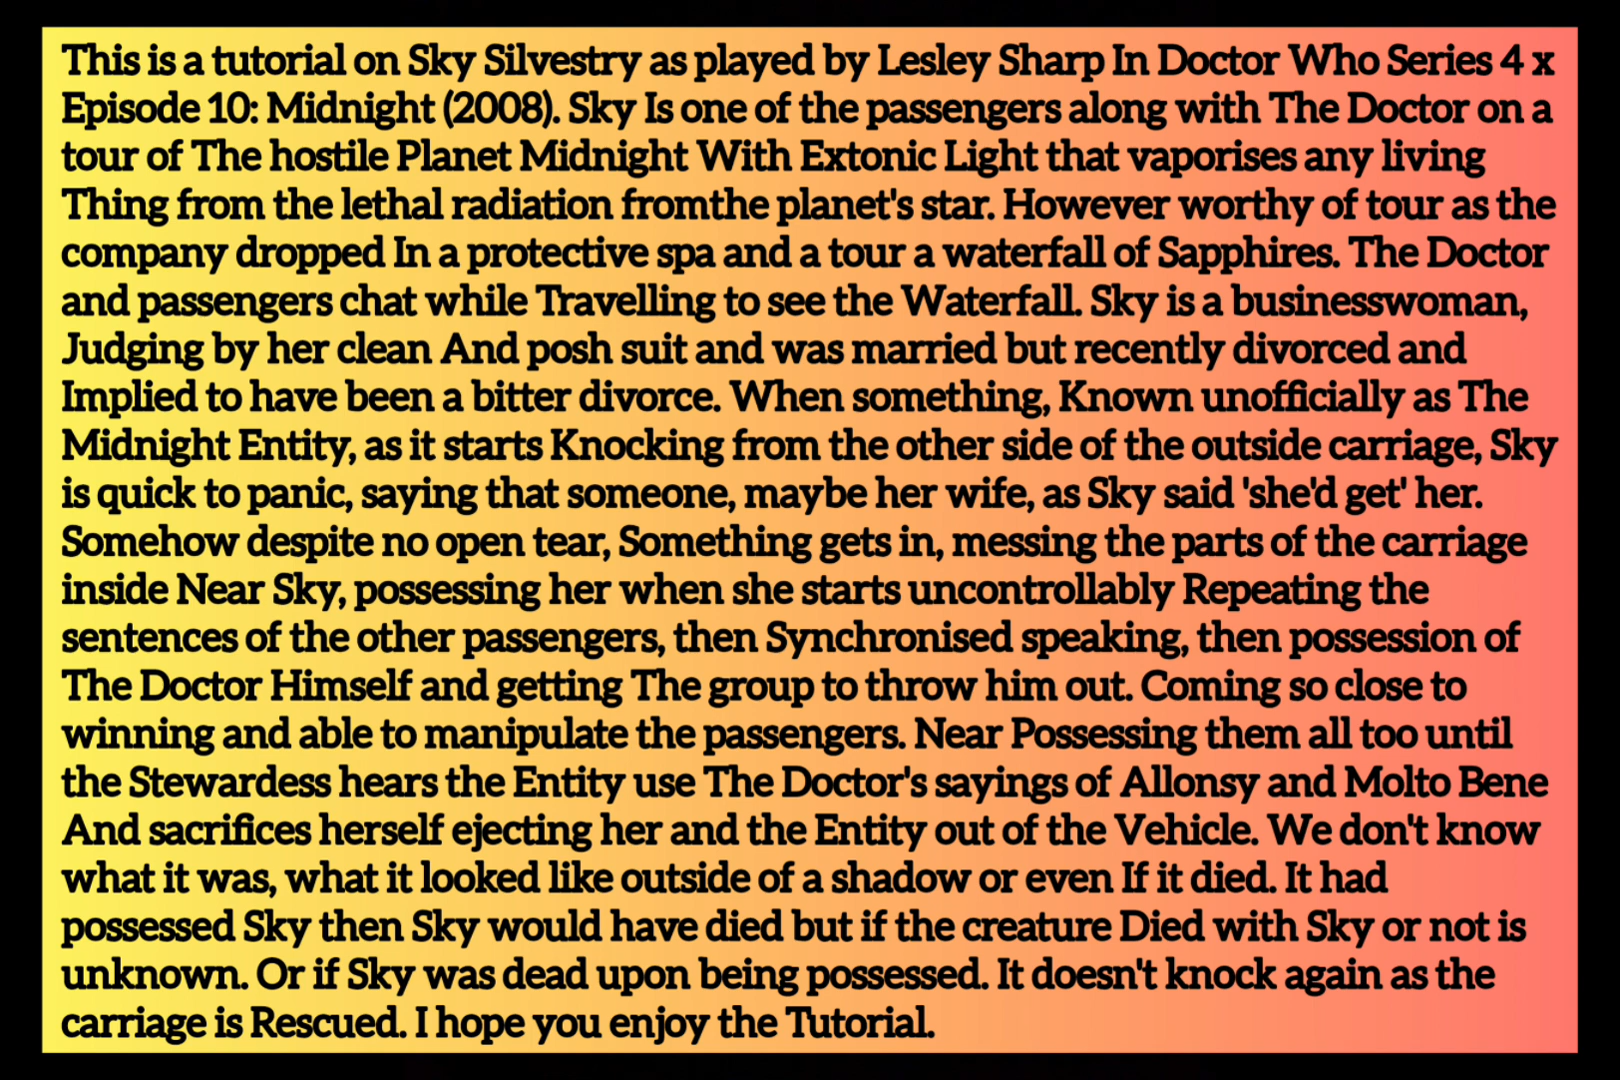 This is a tutorial on Sky Silvestry as played by Lesley Sharp In Doctor Who Series 4 x
Episode 10: Midnight (2008). Sky Is one of the passengers along with The Doctor on a
tour of The hostile Planet Midnight With Extonic Light that vaporises any living
Thing from the lethal radiation fromthe planet's star. However worthy of tour as the
company dropped In a protective spa and a tour a waterfall of Sapphires. The Doctor
and passengers chat while Travelling to see the Waterfall. Sky is a businesswoman,
Judging by her clean And posh suit and was married but recently divorced and
Implied to have been a bitter divorce. When something, Known unofficially as The
Midnight Entity, as it starts Knocking from the other side of the outside carriage, Sky
is quick to panic, saying that someone, maybe her wife, as Sky said 'she'd get' her.
Somehow despite no open tear, Something gets in, messing the parts of the carriage
inside Near Sky, possessing her when she starts uncontrollably Repeating the
sentences of the other passengers, then Synchronised speaking, then possession of
The Doctor Himself and getting The group to throw him out. Coming so close to
winning and able to manipulate the passengers. Near Possessing them all too until
the Stewardess hears the Entity use The Doctor's sayings of Allonsy and Molto Bene
And sacrifices herself ejecting her and the Entity out of the Vehicle. We don't know
what it was, what it looked like outside of a shadow or even If it died. It had
possessed Sky then Sky would have died but if the creature Died with Sky or not is
unknown. Or if Sky was dead upon being possessed. It doesn't knock again as the
carriage is Rescued. I hope you enjoy the Tutorial.